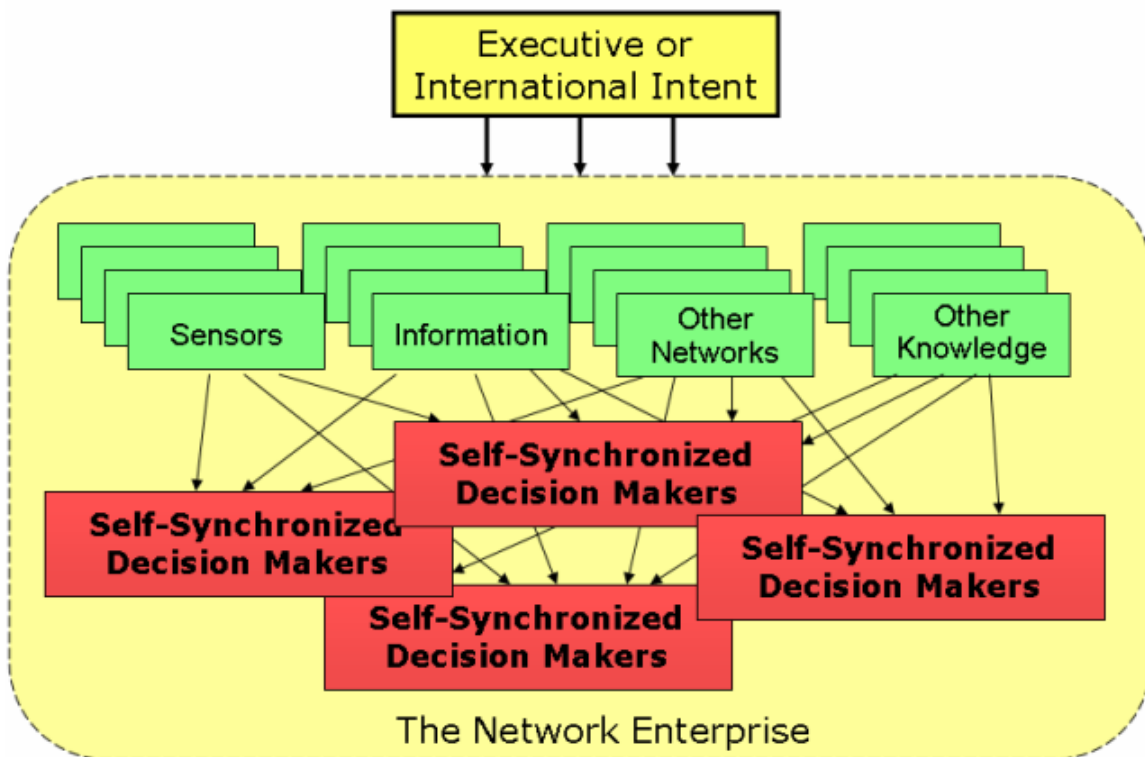 Executive or
International Intent
Sensors
Information
Other
Networks
Other
Knowledge
Self-Synchronized
Decision Makers
Self-Synchronized
Decision Makers
Self-Synchronized
Decision Makers
Self-Synchronized
Decision Makers
The Network Enterprise